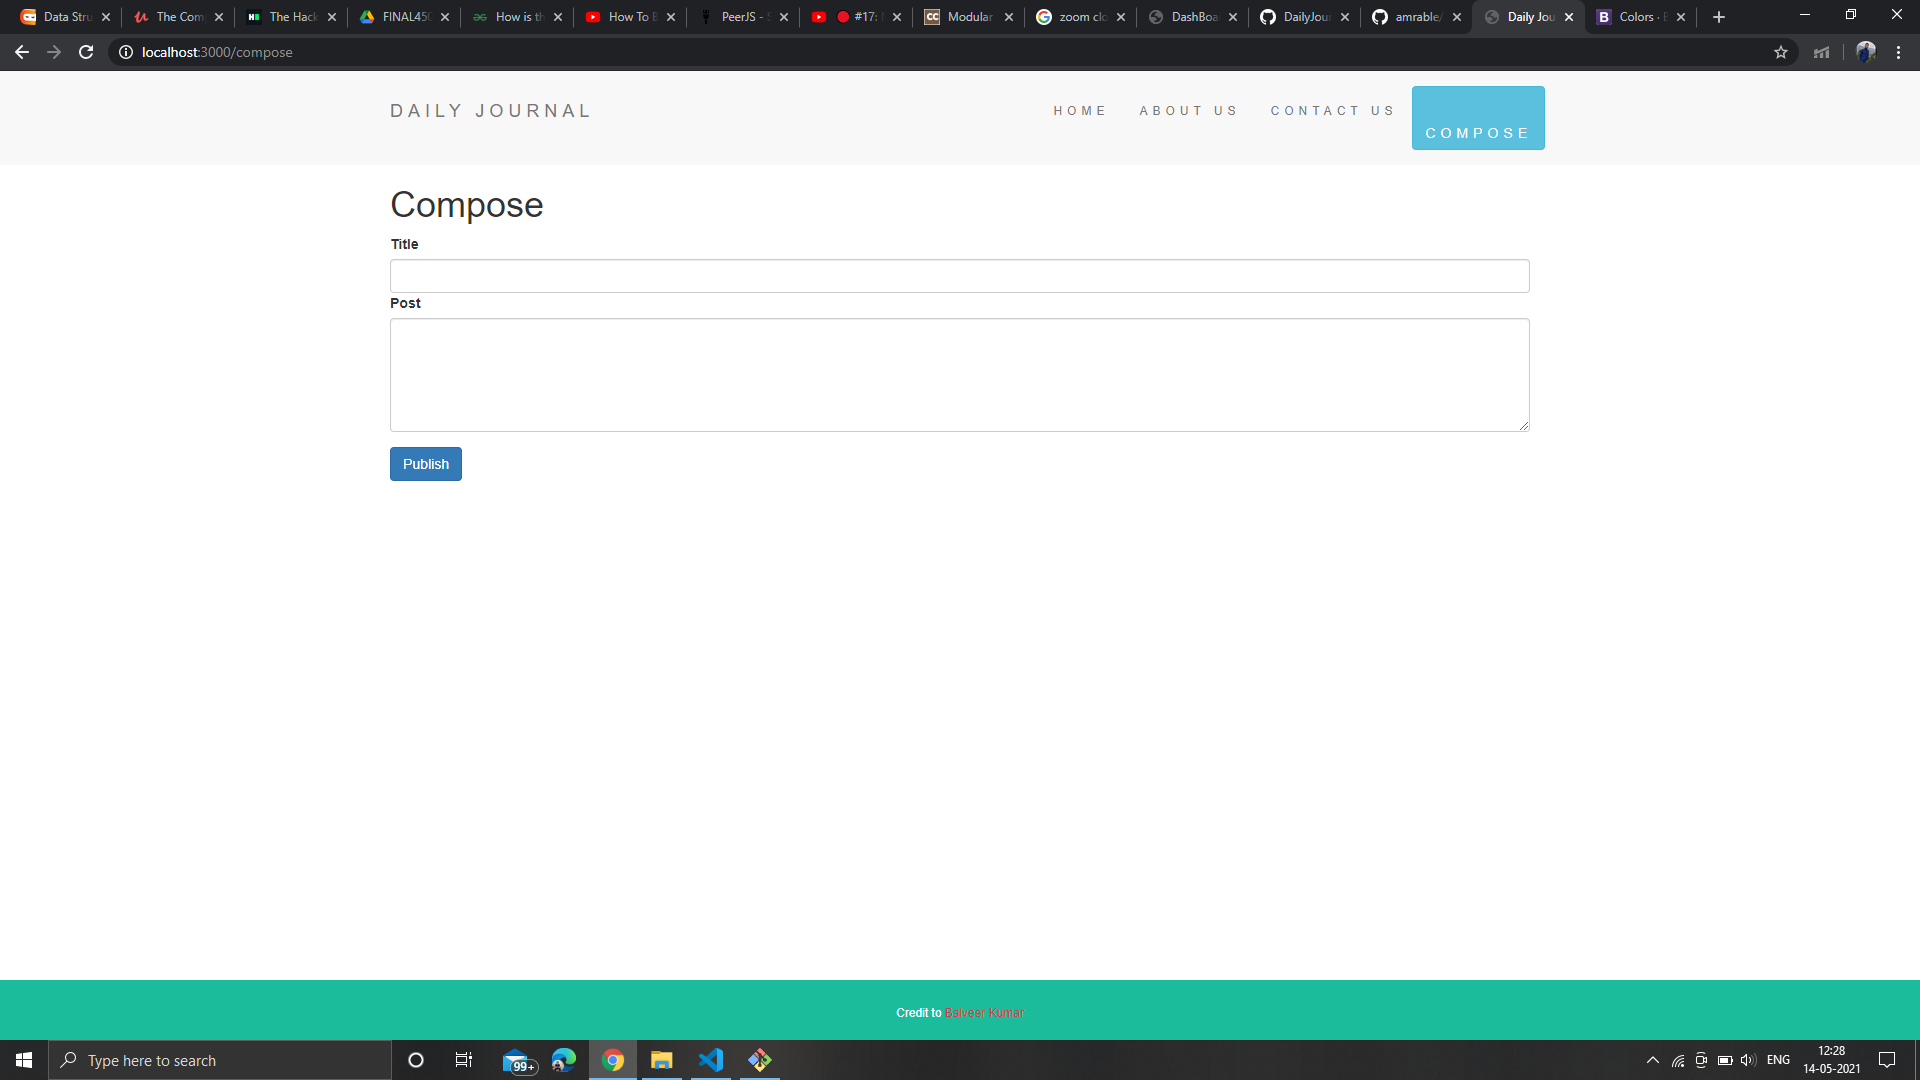 Data Stru
The Com
The Hack
FINAL450
How is th
How To B
PeerJS - S
#17:
Modular
zoom clo
DashBoa
DailyJour
amrable/
Daily Jou
Colors · B
localhost:3000/compose
DAILY JOURNAL
HOME
ABOUT US
CONTACT US
COMPOSE
Compose
Title
Post
Publish
Credit to Balveer Kumar
Type here to search
99+
ENG
12:28
14-05-2021